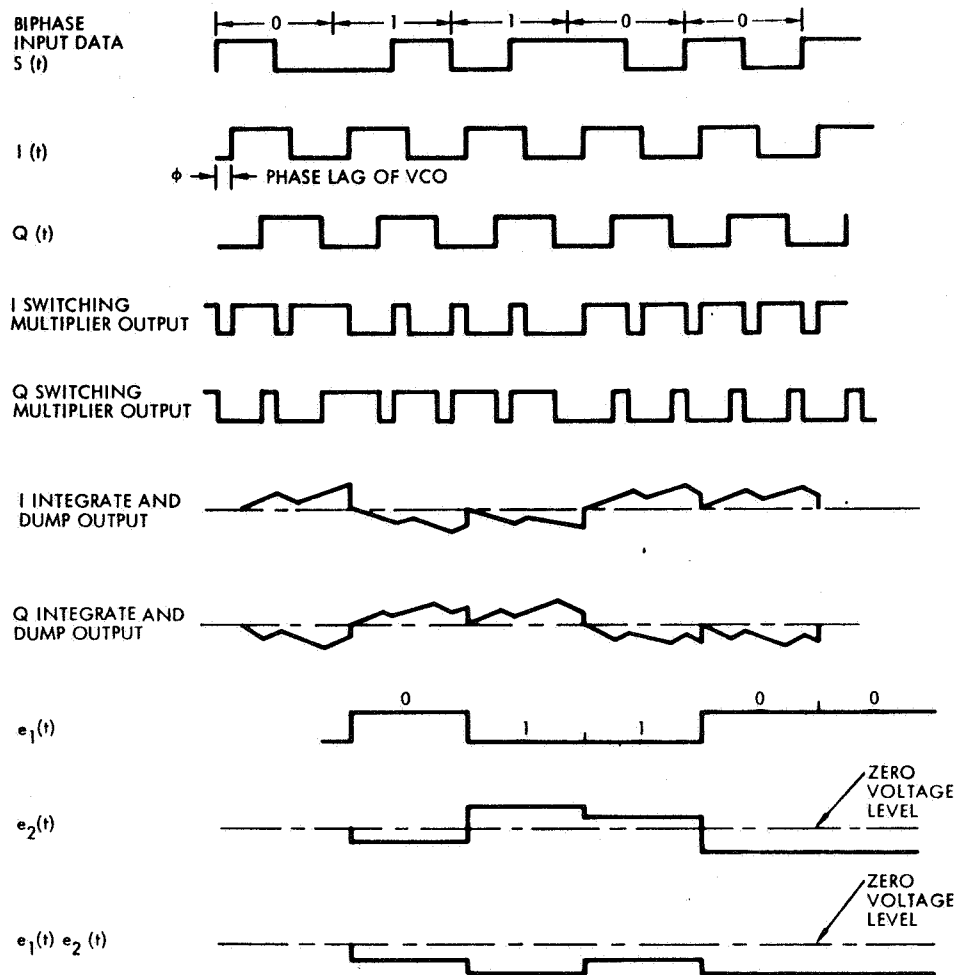 BIPHASE
INPUT DATA
S (t)
0 1 1 0 0
I (t)
ϕ PHASE LAG OF VCO
Q (t)
I SWITCHING
MULTIPLIER OUTPUT
Q SWITCHING
MULTIPLIER OUTPUT
I INTEGRATE AND
DUMP OUTPUT
Q INTEGRATE AND
DUMP OUTPUT
e1(t)
0 1 1 0 0
e2(t)
ZERO
VOLTAGE
LEVEL
e1(t) e2 (t)
ZERO
VOLTAGE
LEVEL